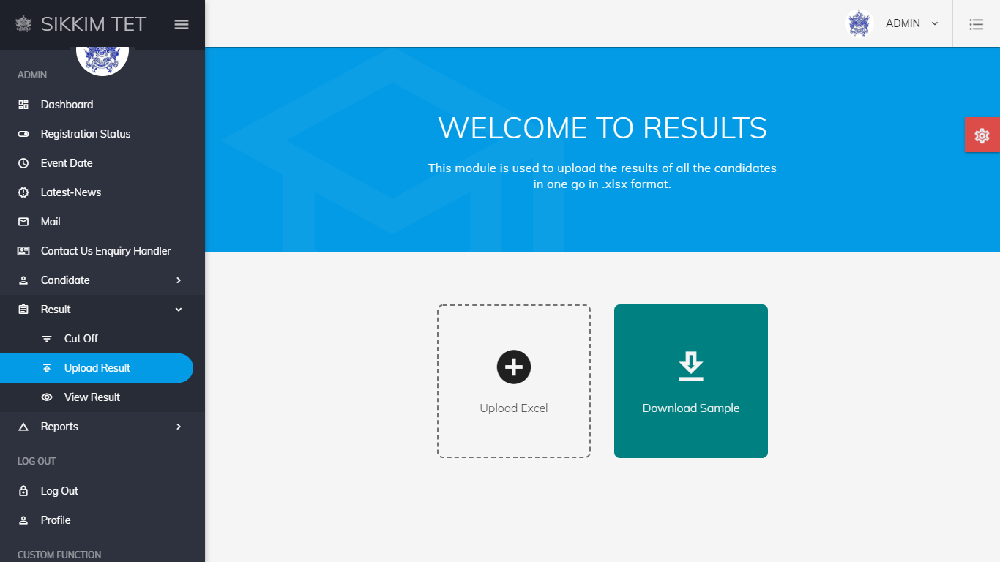 SIKKIM TET
ADMIN
ADMIN
Dashboard
Registration Status
Event Date
Latest-News
Mail
Contact Us Enquiry Handler
Candidate
Result
Cut Off
Upload Result
View Result
Reports
LOG OUT
Log Out
Profile
CUSTOM FUNCTION
WELCOME TO RESULTS
This module is used to upload the results of all the candidates
in one go in .xlsx format.
Upload Excel
Download Sample